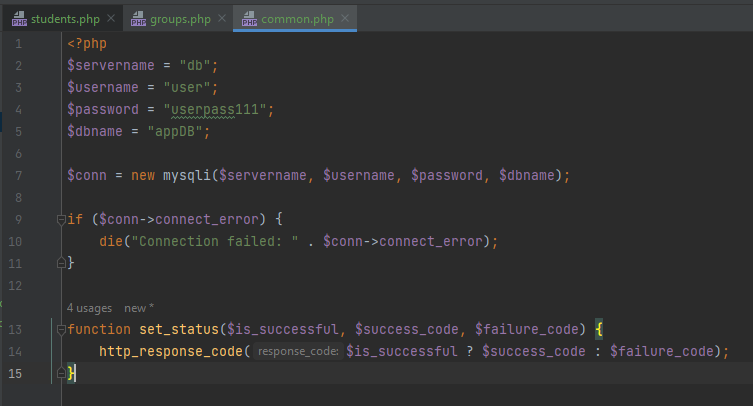 students.php groups.php common.php
1 <?php
2 $servername = "db";
3 $username = "user";
4 $password = "userpass111";
5 $dbname = "appDB";
6
7 $conn = new mysqli($servername, $username, $password, $dbname);
8
9 if ($conn->connect_error) {
10 die("Connection failed: " . $conn->connect_error);
11 }
12
4 usages new *
13 function set_status($is_successful, $success_code, $failure_code) {
14 http_response_code( response_code: $is_successful ? $success_code : $failure_code);
15 }